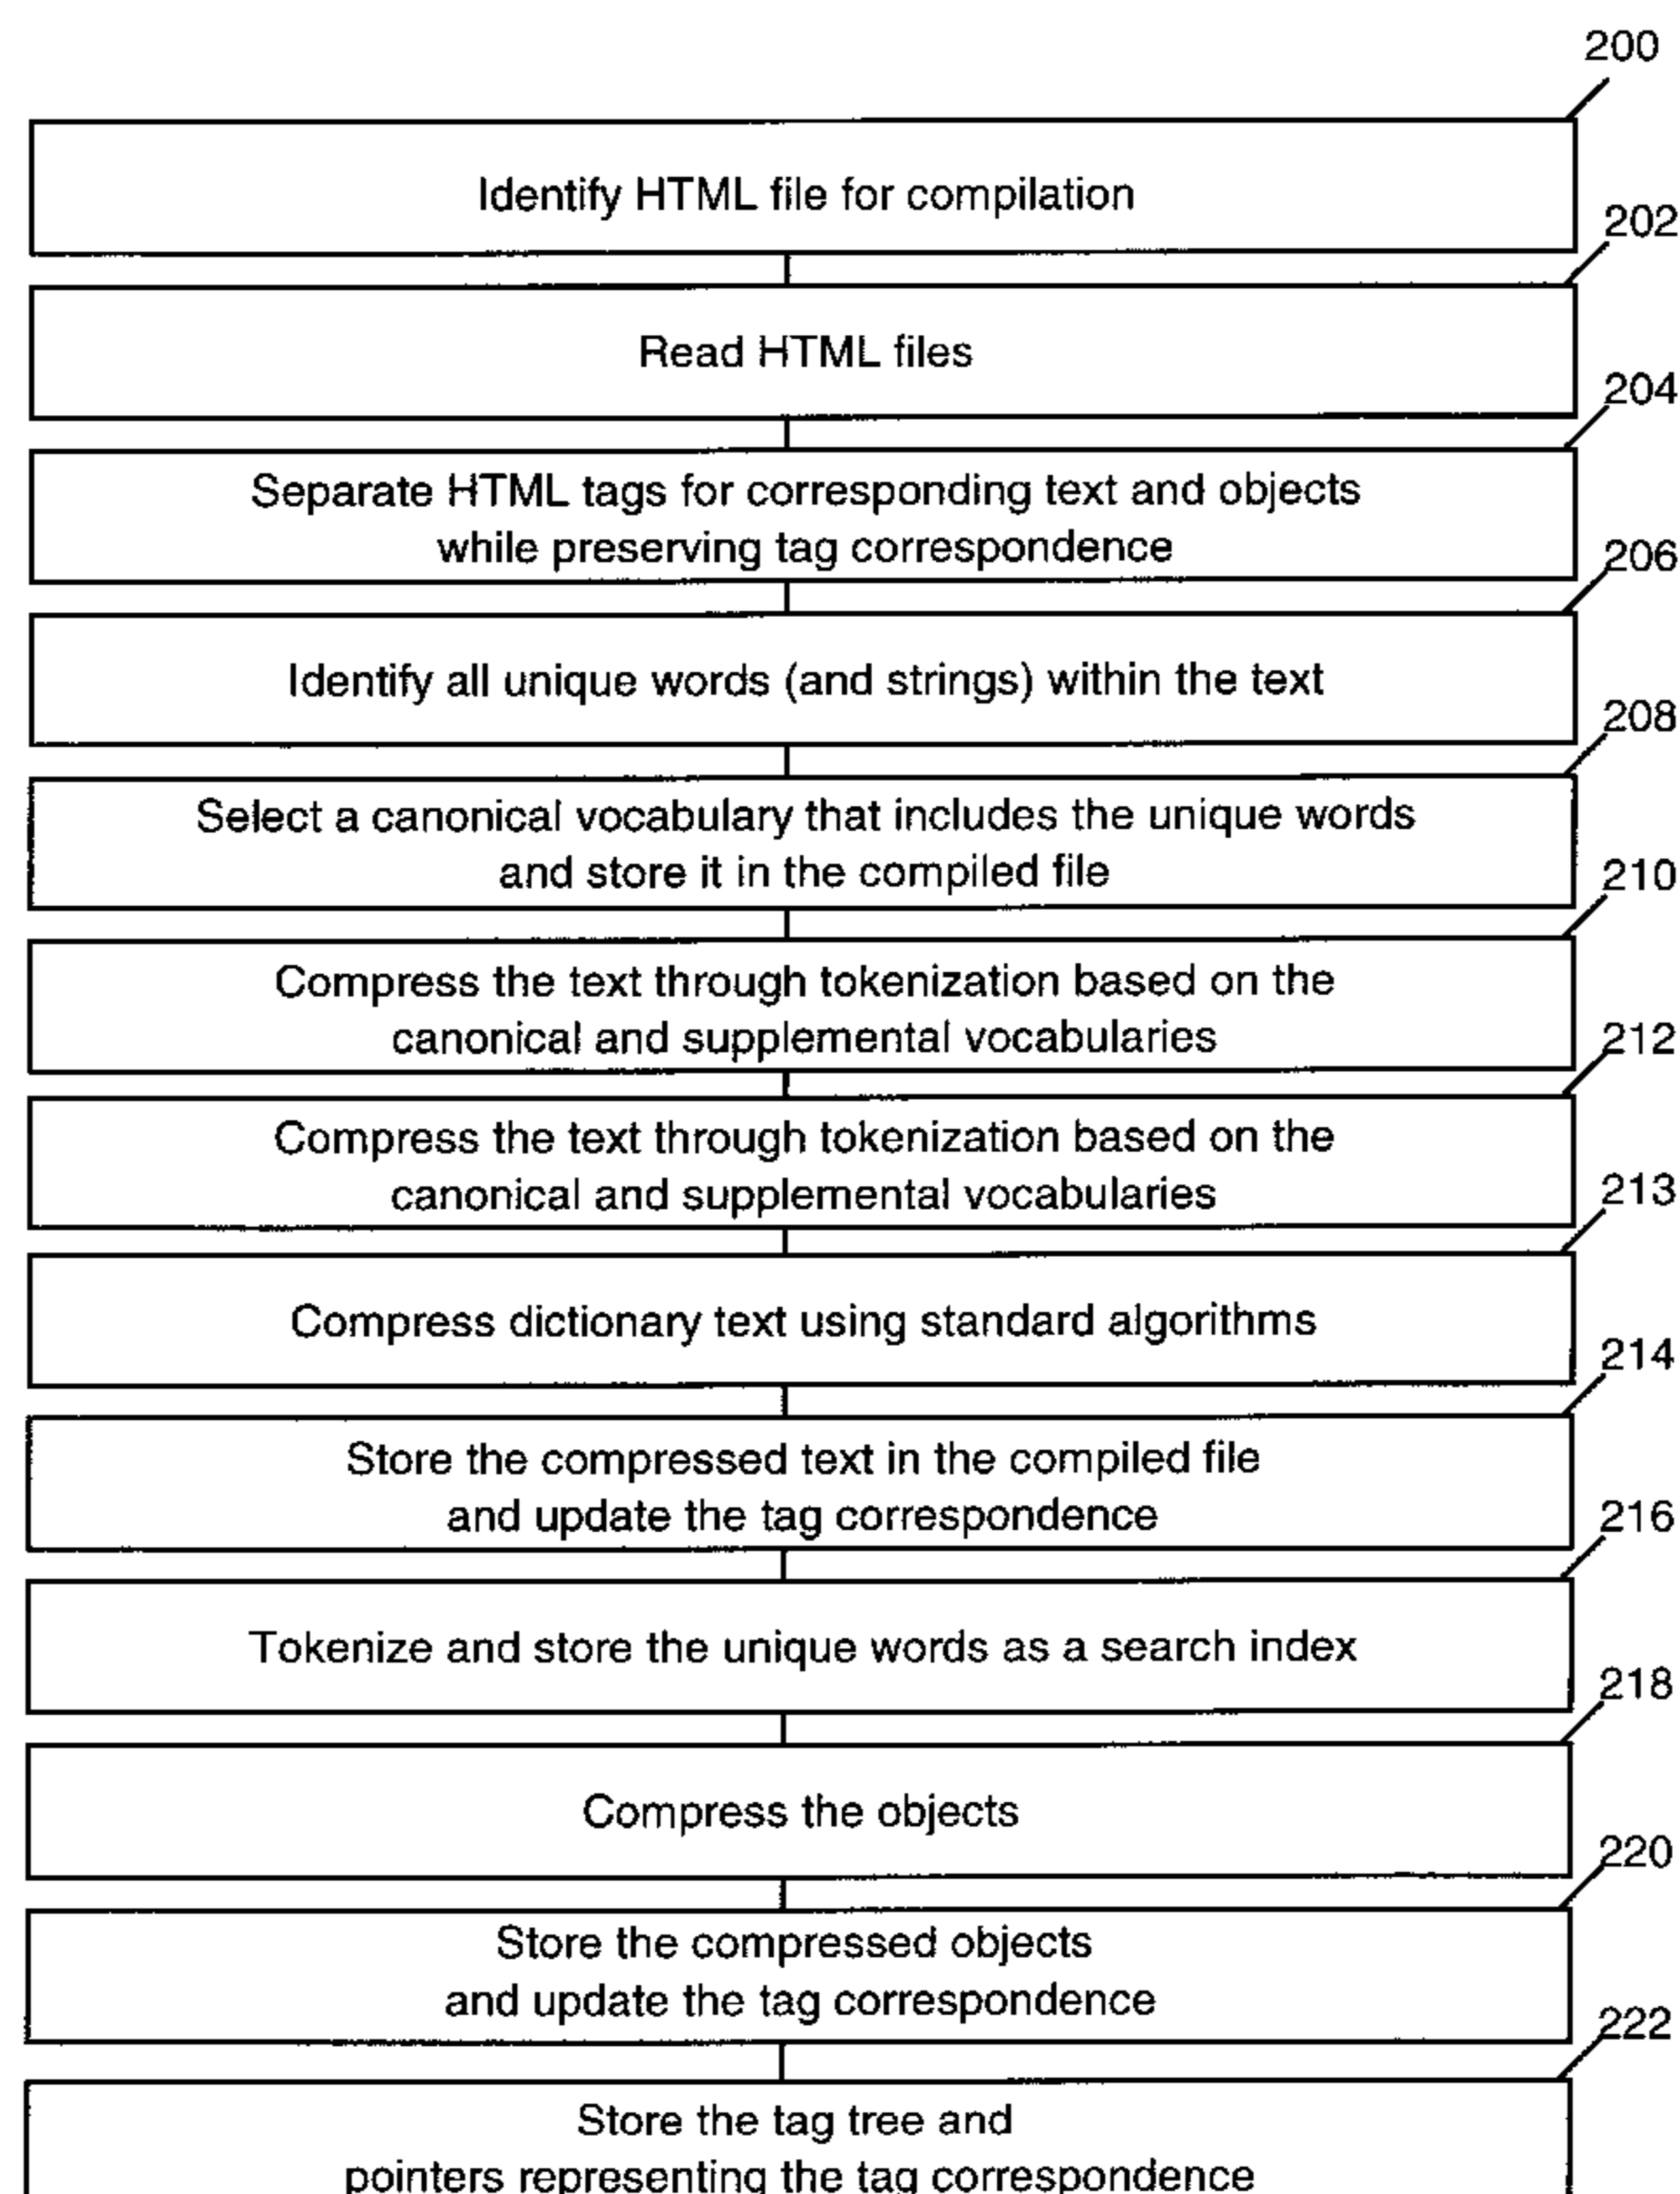 200
Identify HTML file for compilation
202
Read HTML files
204
Separate HTML tags for corresponding text and objects
while preserving tag correspondence
206
Identify all unique words (and strings) within the text
208
Select a canonical vocabulary that includes the unique words
and store it in the compiled file
210
Compress the text through tokenization based on the
canonical and supplemental vocabularies
212
Compress the text through tokenization based on the
canonical and supplemental vocabularies
213
Compress dictionary text using standard algorithms
214
Store the compressed text in the compiled file
and update the tag correspondence
216
Tokenize and store the unique words as a search index
218
Compress the objects
220
Store the compressed objects
and update the tag correspondence
222
Store the tag tree and
pointers representing the tag correspondence